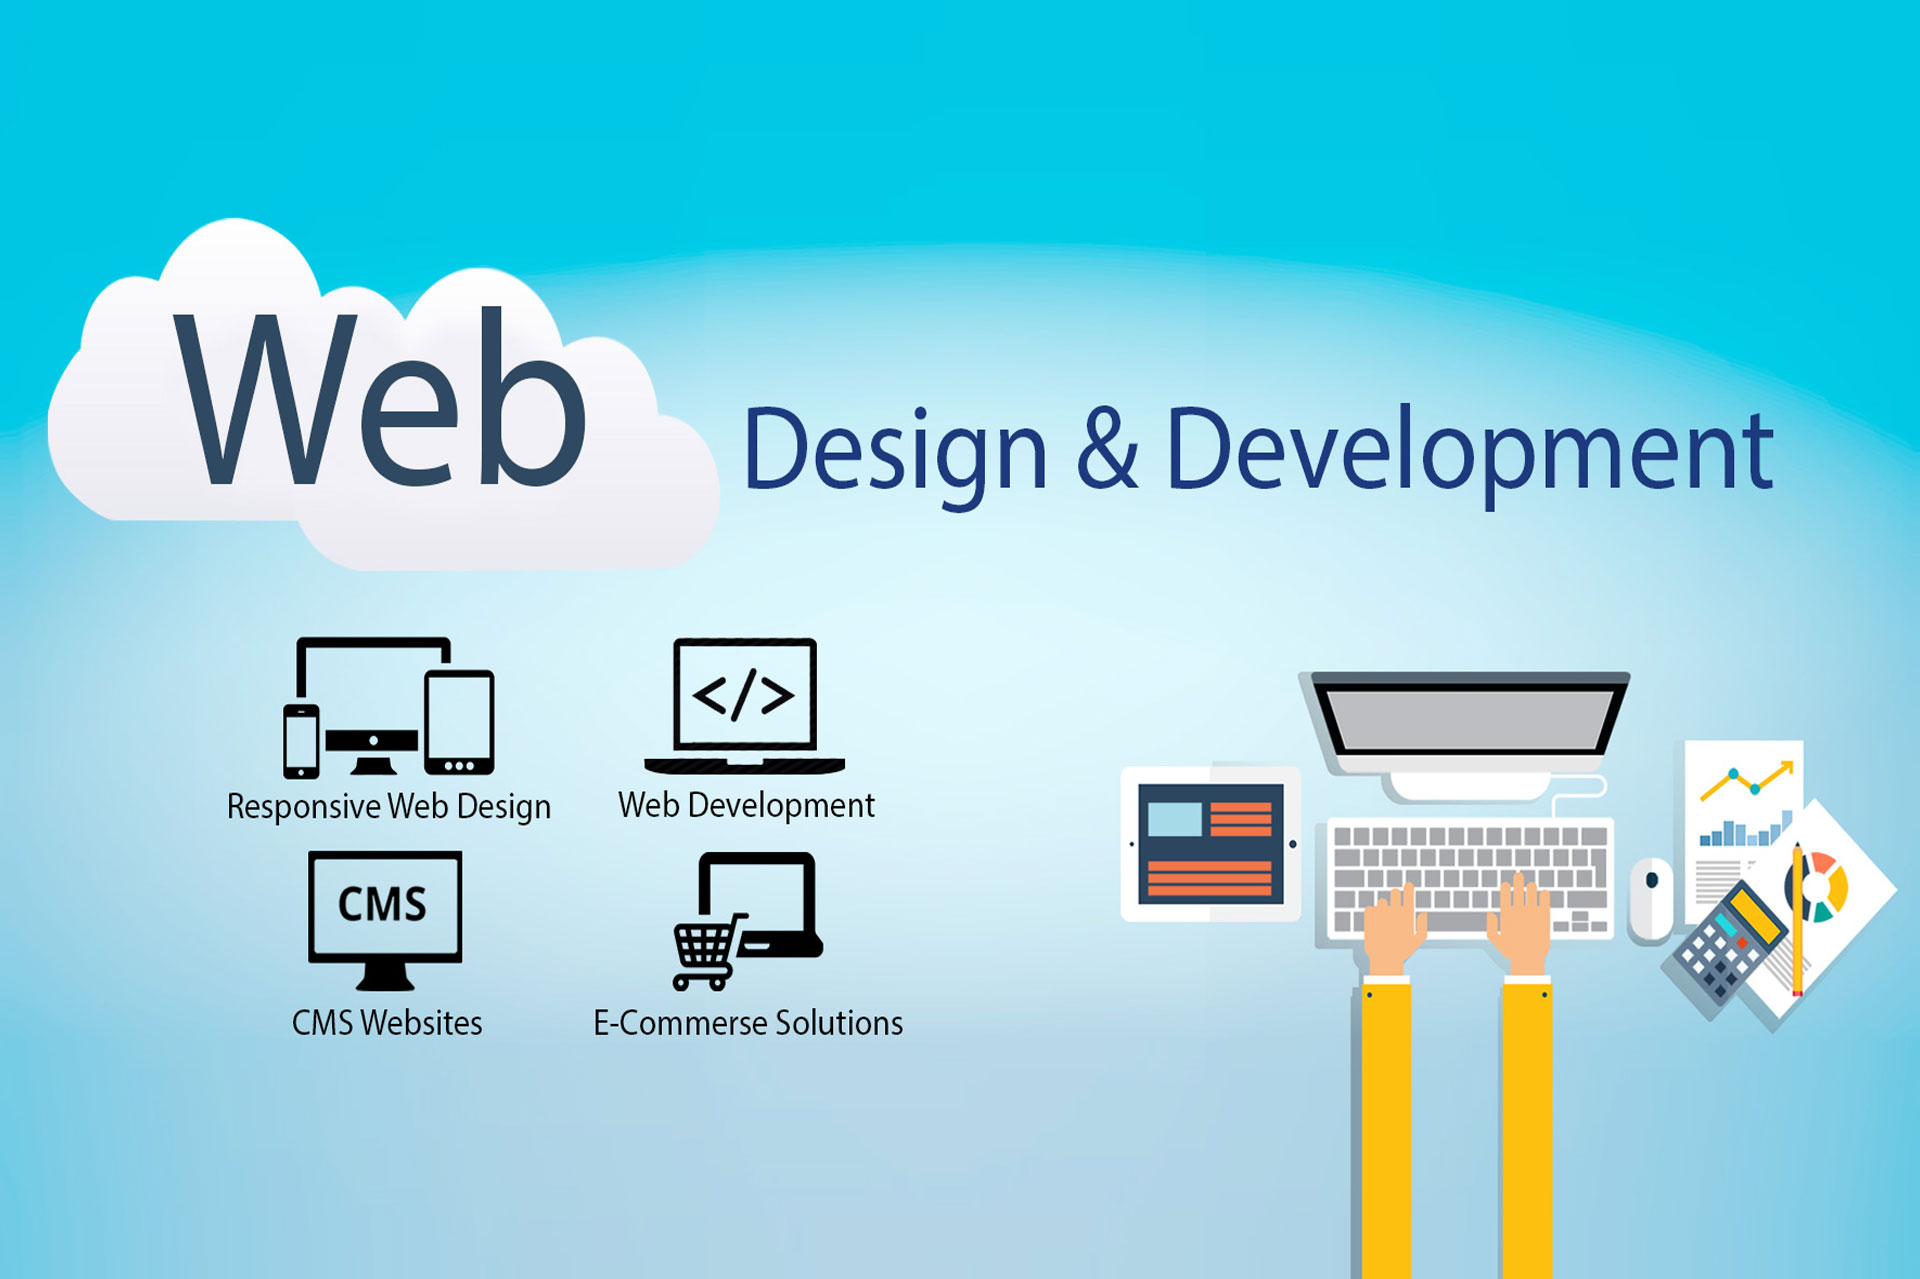 Web
Design & Development
</>
Responsive Web Design
Web Development
CMS
CMS Websites
E-Commerse Solutions